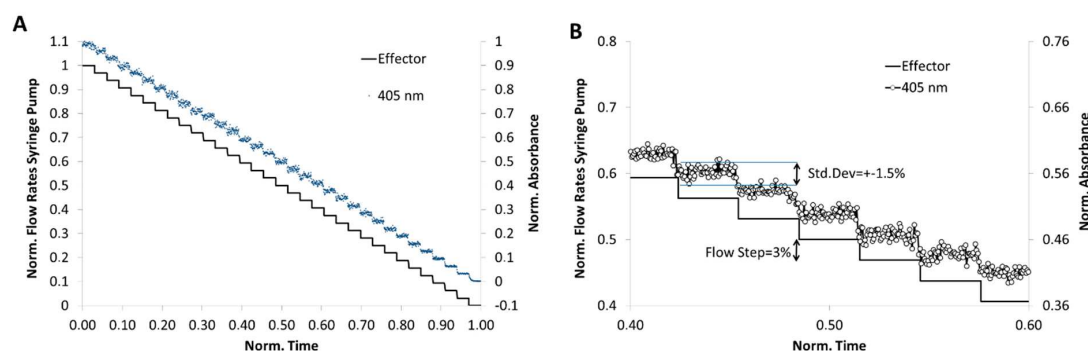 A
Norm. Flow Rates Syringe Pump
1.1
1
0.9
0.8
0.7
0.6
0.5
0.4
0.3
0.2
0.1
0
0.00 0.10 0.20 0.30 0.40 0.50 0.60 0.70 0.80 0.90 1.00
Norm. Time
1
0.9
0.8
0.7
0.6
0.5
0.4
0.3
0.2
0.1
0
-0.1
Norm. Absorbance
Effector
405 nm
B
Norm. Flow Rates Syringe Pump
0.8
0.7
0.6
0.5
0.4
0.40 0.50 0.60
Norm. Time
0.76
0.66
0.56
0.46
0.36
Norm. Absorbance
Effector
405 nm
Std.Dev=+-1.5%
Flow Step=3%